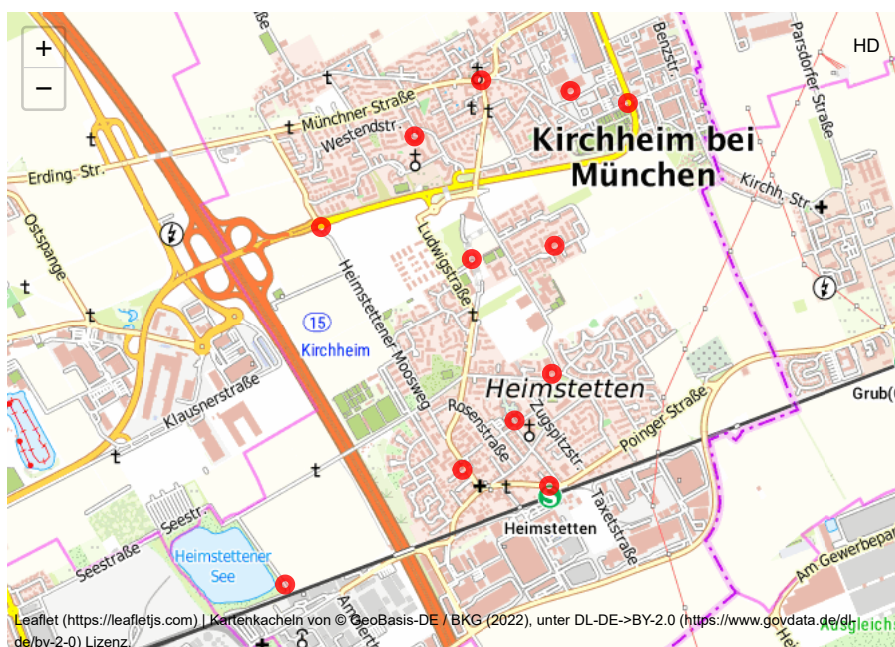 +
−
HD
Benzstr.
Parsdorfer Straße
Münchner Straße
Westendstr.
Kirchheim bei
München
Erding. Str.
Kirchh. Str.
Ostspange
Ludwigstraße
Heimstettener Moosweg
15
Kirchheim
Klausnerstraße
Heimstetten
Grub(
Rosenstraße
Zugspitzstr.
Poinger Straße
S
Heimstetten
Taxetstraße
Seestr.
Seestraße
Heimstettener
See
Am Gewerbepar
Leaflet (https://leafletjs.com) | Kartenkacheln von © GeoBasis-DE / BKG (2022), unter DL-DE->BY-2.0 (https://www.govdata.de/dl-
de/by-2-0) Lizenz.